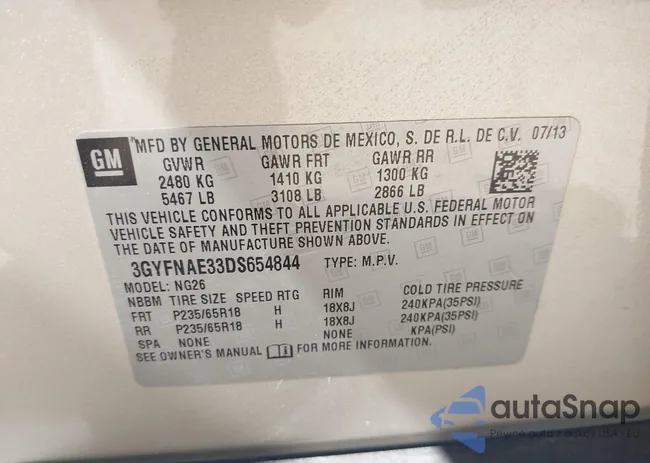 GM
MFD BY GENERAL MOTORS DE MEXICO, S. DE R.L. DE C.V. 07/13
GVWR GAWR FRT GAWR RR
2480 KG 1410 KG 1300 KG
5467 LB 3108 LB 2866 LB
THIS VEHICLE CONFORMS TO ALL APPLICABLE U.S. FEDERAL MOTOR
VEHICLE SAFETY AND THEFT PREVENTION STANDARDS IN EFFECT ON
THE DATE OF MANUFACTURE SHOWN ABOVE.
3GYFNAE33DS654844 TYPE: M.P.V.
MODEL: NG26
NBBM TIRE SIZE SPEED RTG RIM COLD TIRE PRESSURE
FRT P235/65R18 H 18X8J 240KPA(35PSI)
RR P235/65R18 H 18X8J 240KPA(35PSI)
SPA NONE NONE KPA(PSI)
SEE OWNER'S MANUAL FOR MORE INFORMATION.
autaSnap